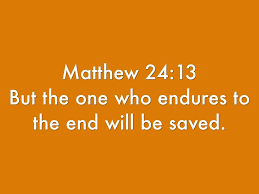 Matthew 24:13
But the one who endures to
the end will be saved.